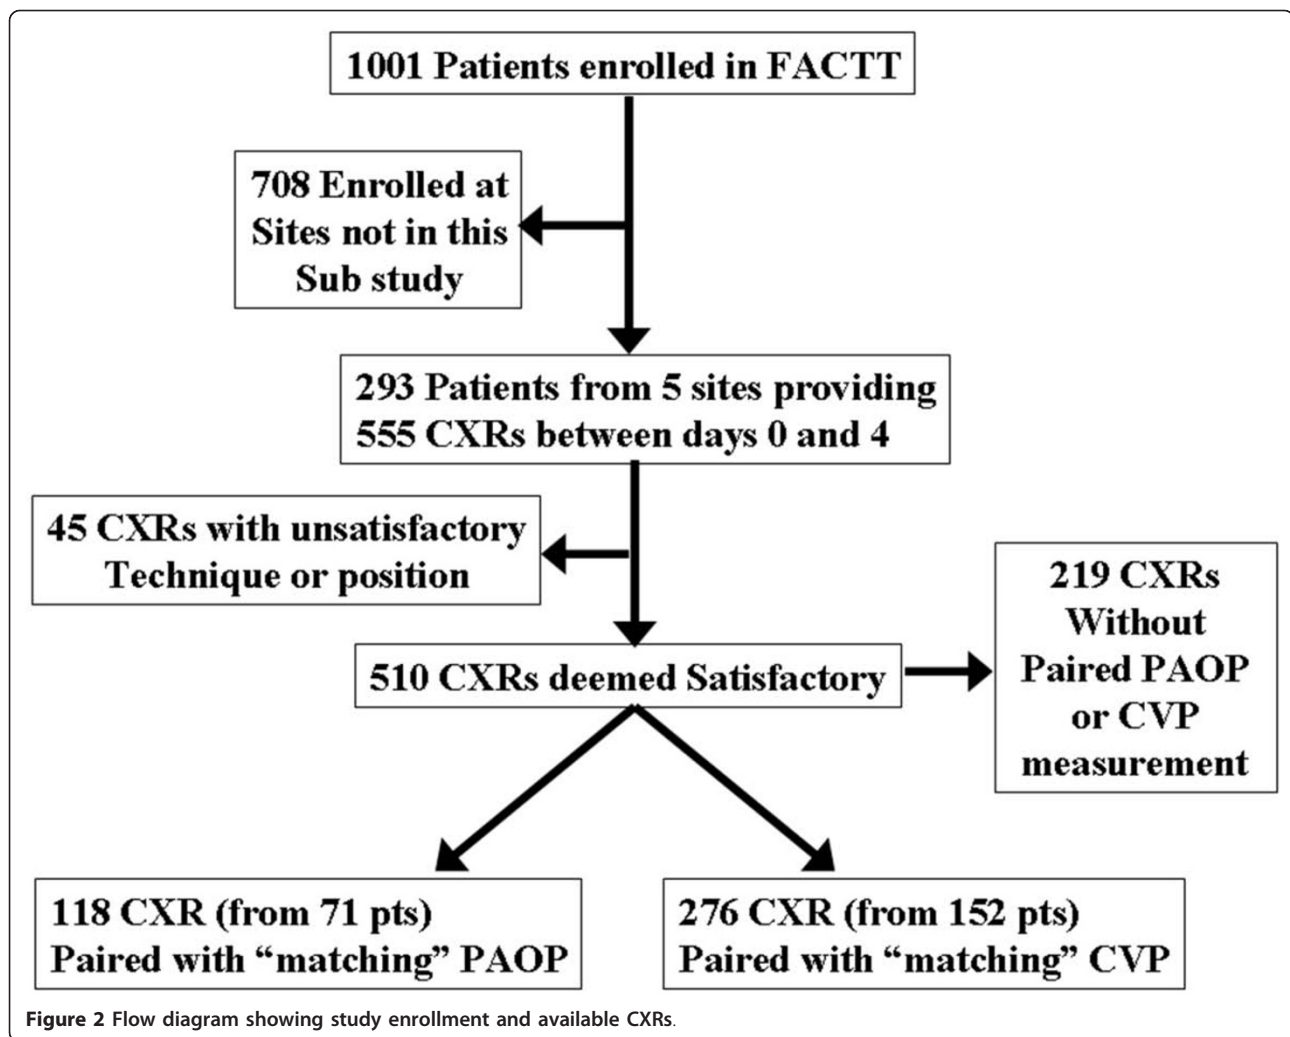 1001 Patients enrolled in FACTT
708 Enrolled at
Sites not in this
Sub study
293 Patients from 5 sites providing
555 CXRs between days 0 and 4
45 CXRs with unsatisfactory
Technique or position
219 CXRs
Without
Paired PAOP
or CVP
measurement
510 CXRs deemed Satisfactory
118 CXR (from 71 pts)
Paired with “matching” PAOP
276 CXR (from 152 pts)
Paired with “matching” CVP
Figure 2 Flow diagram showing study enrollment and available CXRs.